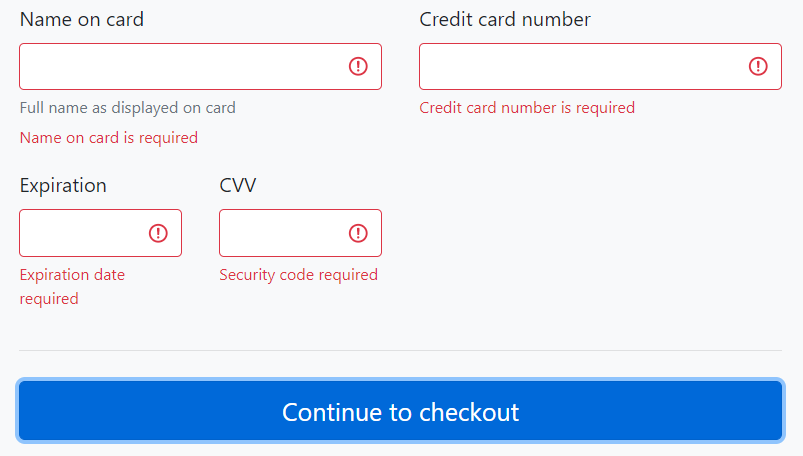 Name on card
Credit card number
Full name as displayed on card
Credit card number is required
Name on card is required
Expiration
CVV
Expiration date
required
Security code required
Continue to checkout